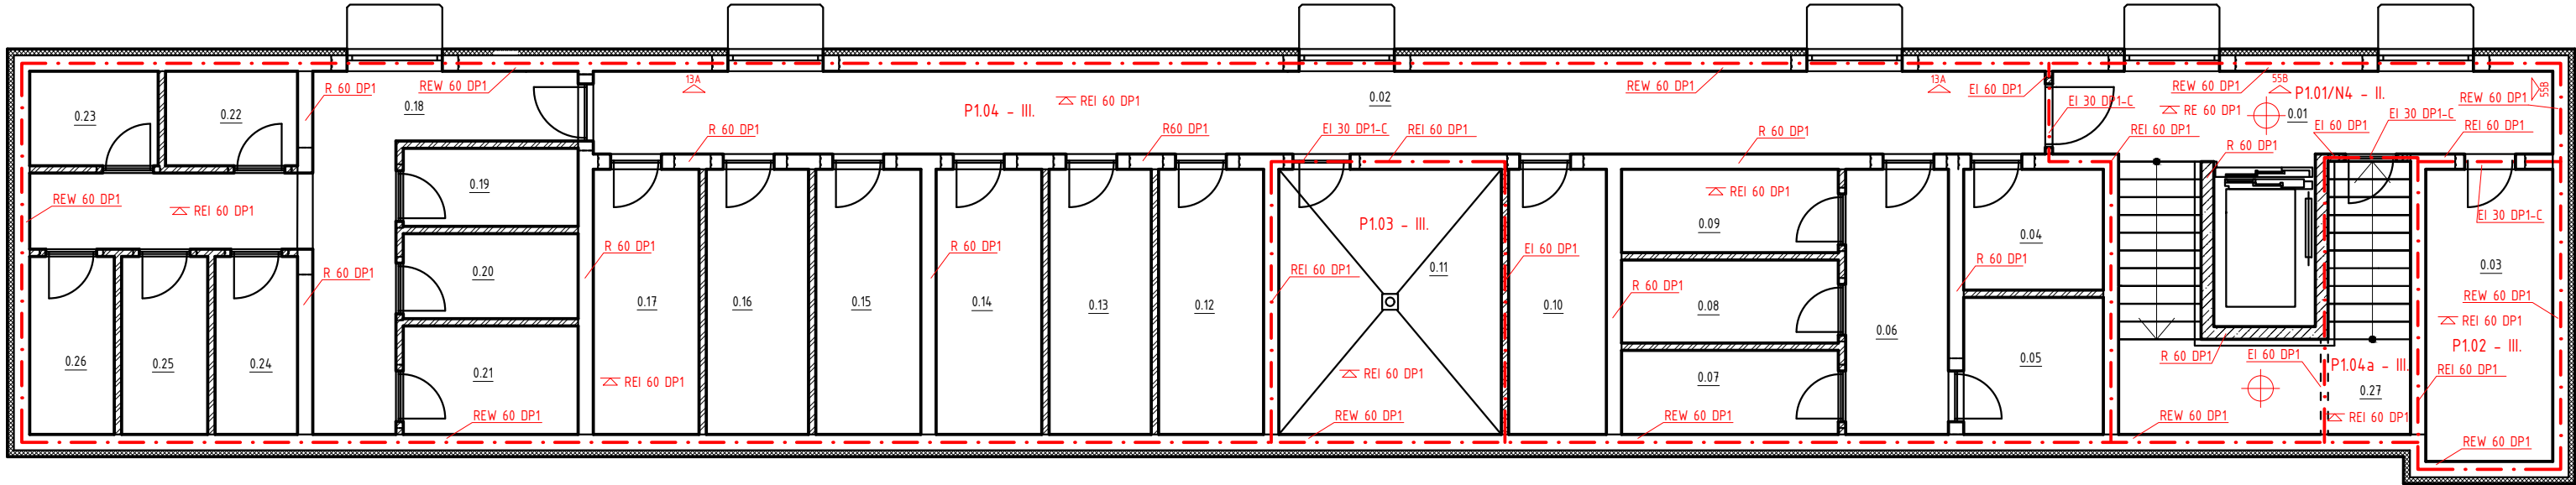 13A
13A
55B
55B
REW 60 DP1
REW 60 DP1
REW 60 DP1
REW 60 DP1
R 60 DP1
0.18
0.02
REI 60 DP1
P1.04 - III.
EI 60 DP1
EI 30 DP1-C
P1.01/N4 - II.
RE 60 DP1
0.01
0.23
0.22
R 60 DP1
R60 DP1
EI 30 DP1-C
REI 60 DP1
R 60 DP1
REI 60 DP1
EI 60 DP1
EI 30 DP1-C
REI 60 DP1
R 60 DP1
0.19
REW 60 DP1
REI 60 DP1
REI 60 DP1
P1.03 - III.
0.09
0.04
EI 30 DP1-C
R 60 DP1
R 60 DP1
R 60 DP1
EI 60 DP1
R 60 DP1
0.03
R 60 DP1
0.20
REI 60 DP1
0.11
R 60 DP1
0.17
0.16
0.15
0.14
0.13
0.12
0.10
0.08
REW 60 DP1
REI 60 DP1
0.06
0.26
0.25
0.24
0.21
0.05
R 60 DP1
EI 60 DP1
P1.02 - III.
P1.04a - III.
REI 60 DP1
REI 60 DP1
REI 60 DP1
0.07
0.27
REW 60 DP1
REW 60 DP1
REW 60 DP1
REW 60 DP1
REI 60 DP1
REW 60 DP1